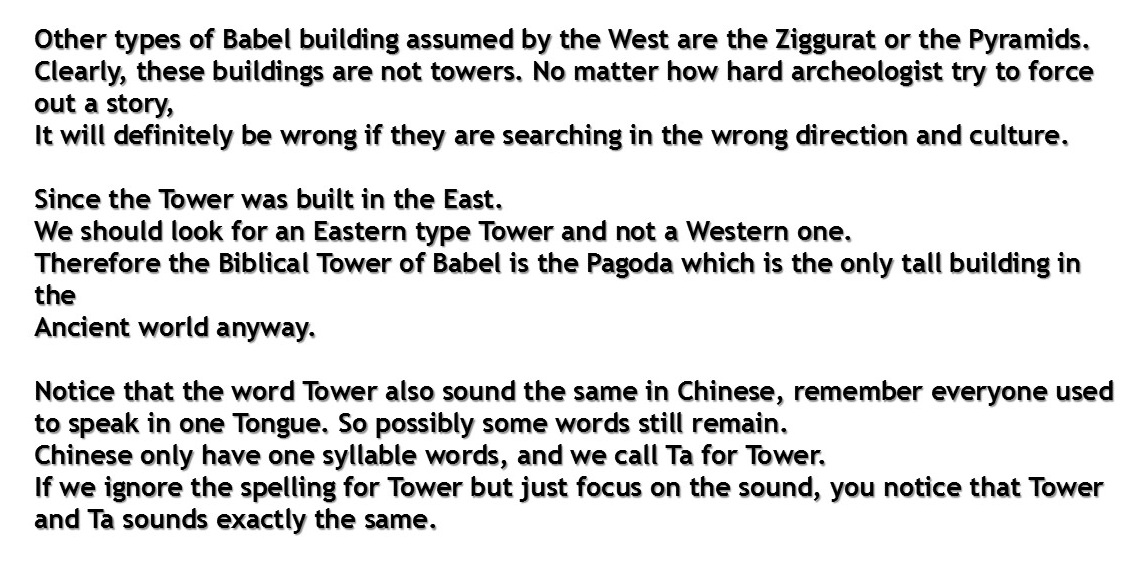 Other types of Babel building assumed by the West are the Ziggurat or the Pyramids.
Clearly, these buildings are not towers. No matter how hard archeologist try to force
out a story,
It will definitely be wrong if they are searching in the wrong direction and culture.
Since the Tower was built in the East.
We should look for an Eastern type Tower and not a Western one.
Therefore the Biblical Tower of Babel is the Pagoda which is the only tall building in
the
Ancient world anyway.
Notice that the word Tower also sound the same in Chinese, remember everyone used
to speak in one Tongue. So possibly some words still remain.
Chinese only have one syllable words, and we call Ta for Tower.
If we ignore the spelling for Tower but just focus on the sound, you notice that Tower
and Ta sounds exactly the same.